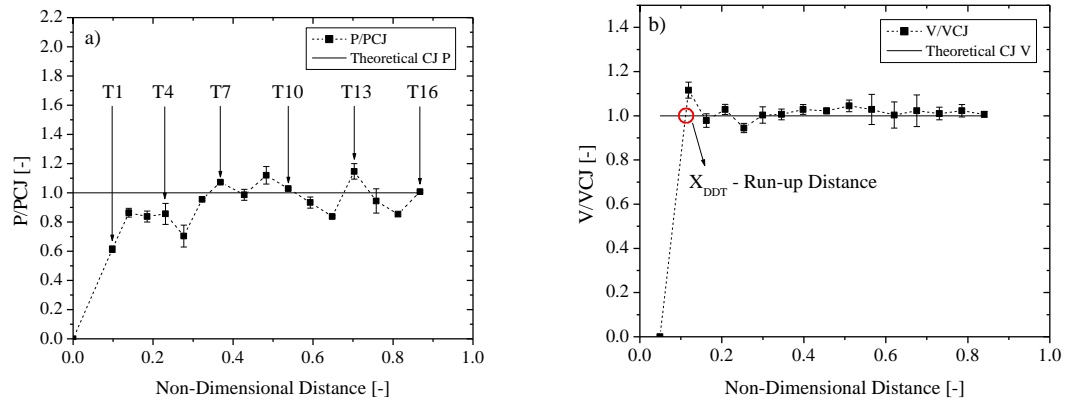 a)
P/PCJ
Theoretical CJ P
T1 T4 T7 T10 T13 T16
P/PCJ [-]
2.2
2.0
1.8
1.6
1.4
1.2
1.0
0.8
0.6
0.4
0.2
0.0
0.0 0.2 0.4 0.6 0.8 1.0
Non-Dimensional Distance [-]
b)
V/VCJ
Theoretical CJ V
X_DDT - Run-up Distance
V/VCJ [-]
1.4
1.2
1.0
0.8
0.6
0.4
0.2
0.0
0.0 0.2 0.4 0.6 0.8 1.0
Non-Dimensional Distance [-]